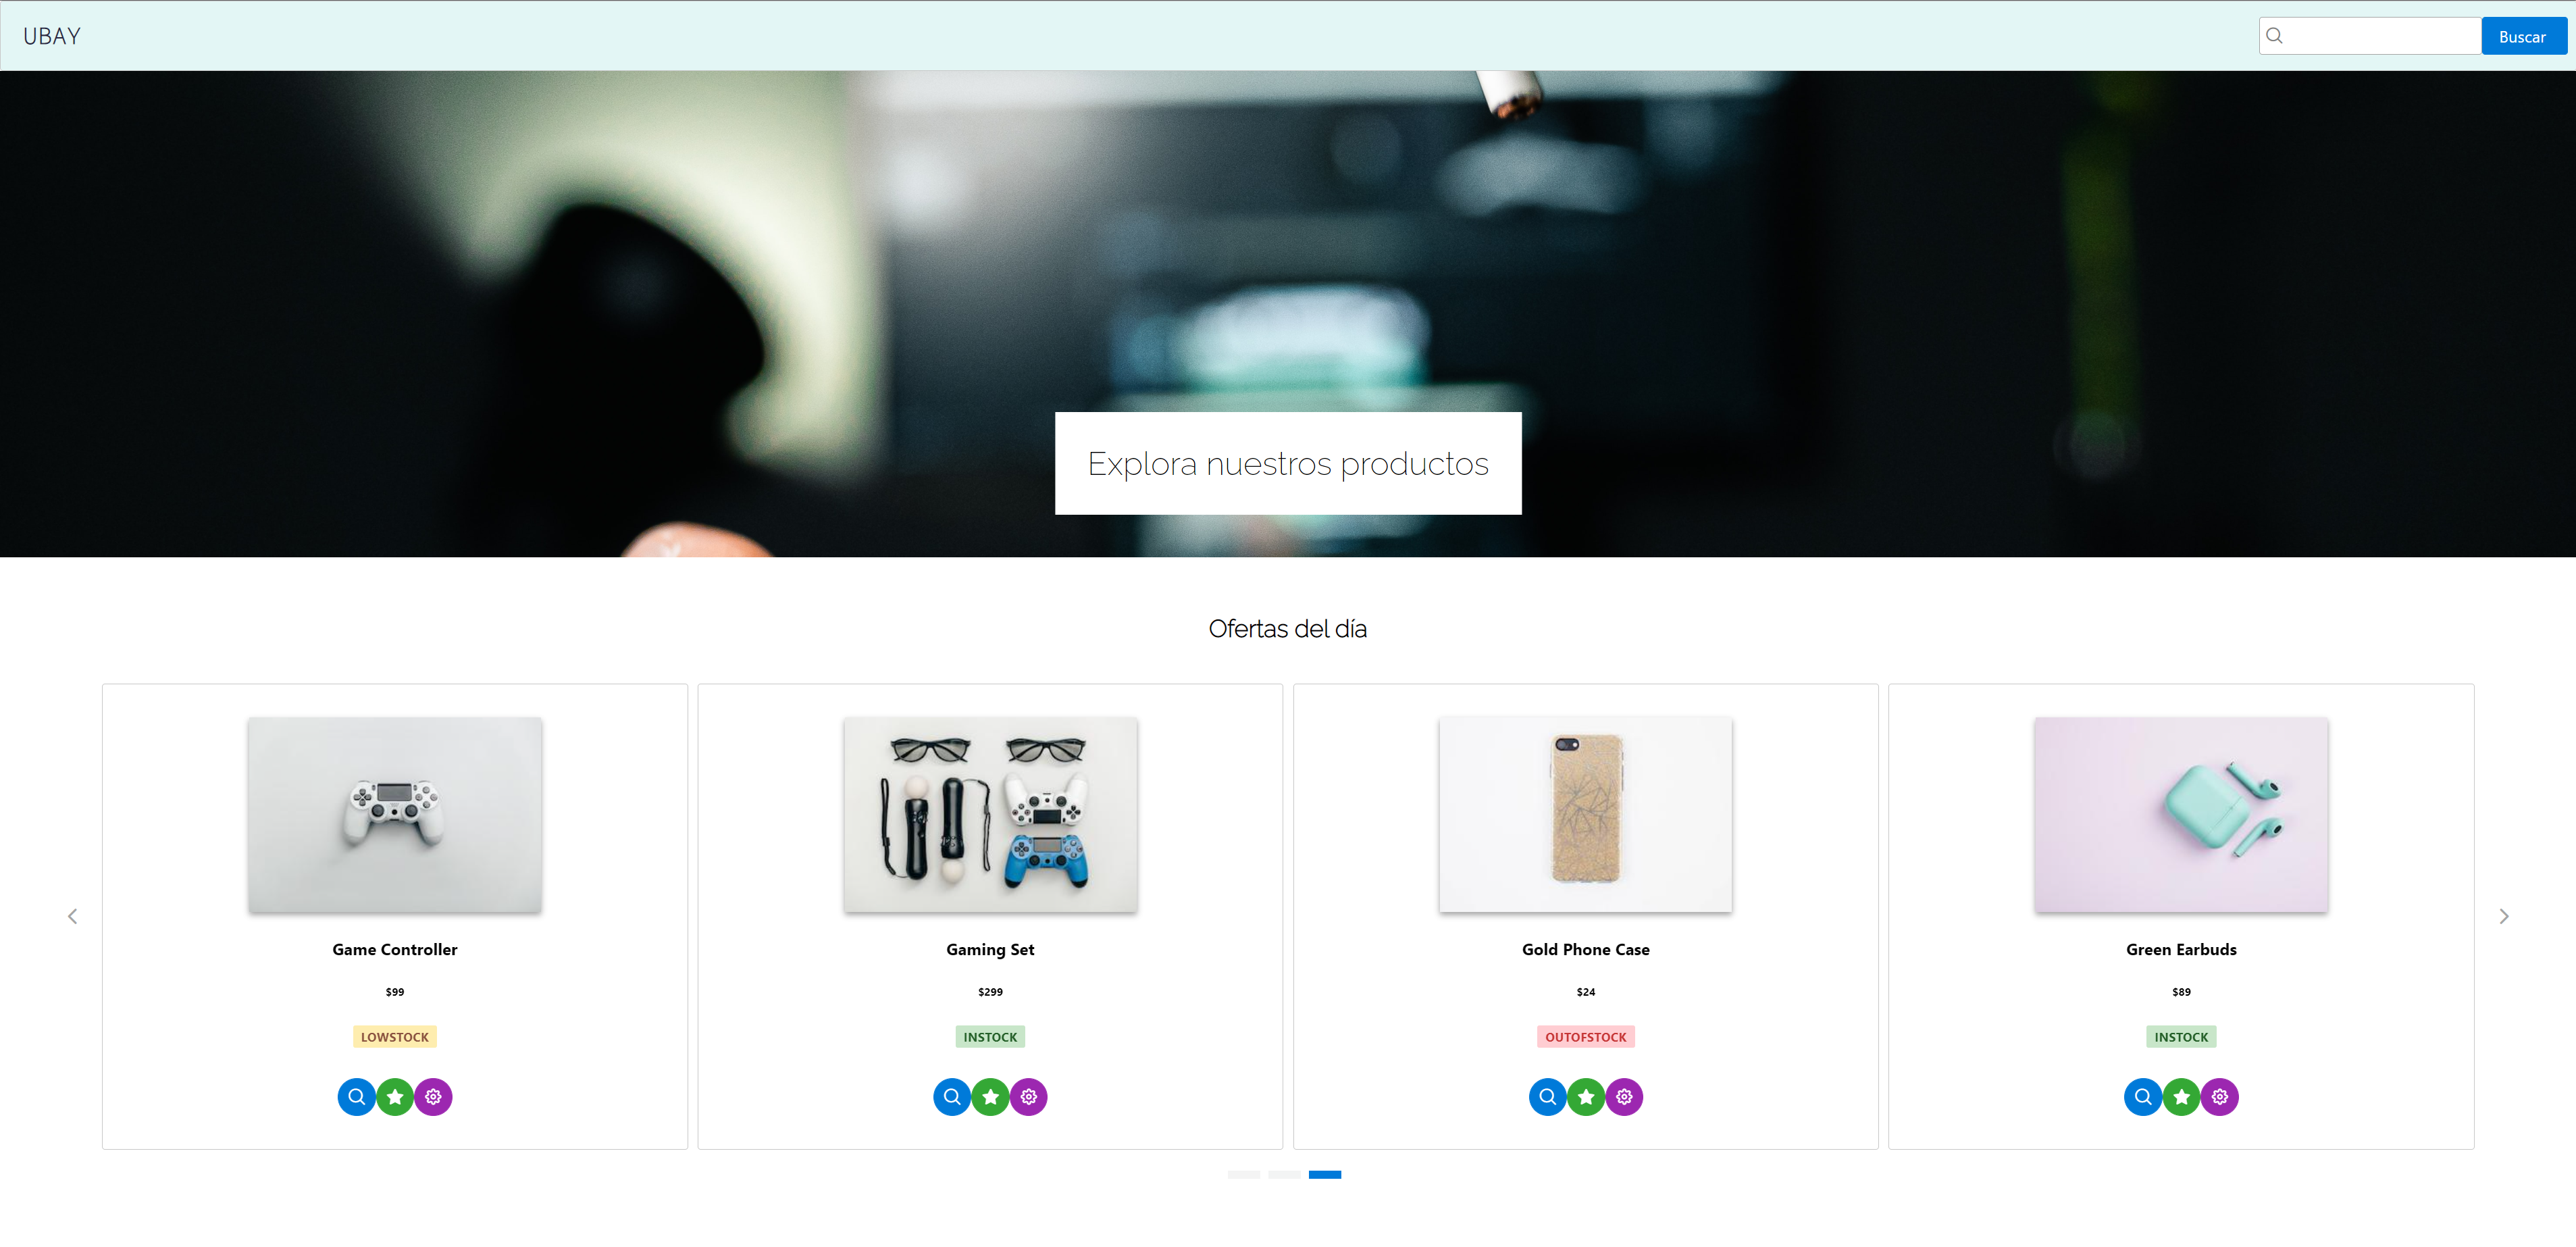 UBAY
Buscar
Explora nuestros productos
Ofertas del día
Game Controller
$99
LOWSTOCK
Gaming Set
$299
INSTOCK
Gold Phone Case
$24
OUTOFSTOCK
Green Earbuds
$89
INSTOCK